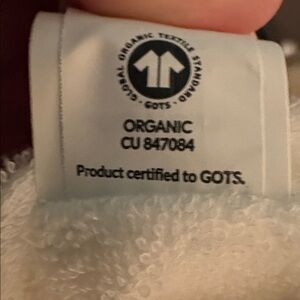 GLOBAL ORGANIC TEXTILE STANDARD
· GOTS ·
ORGANIC
CU 847084
Product certified to GOTS.